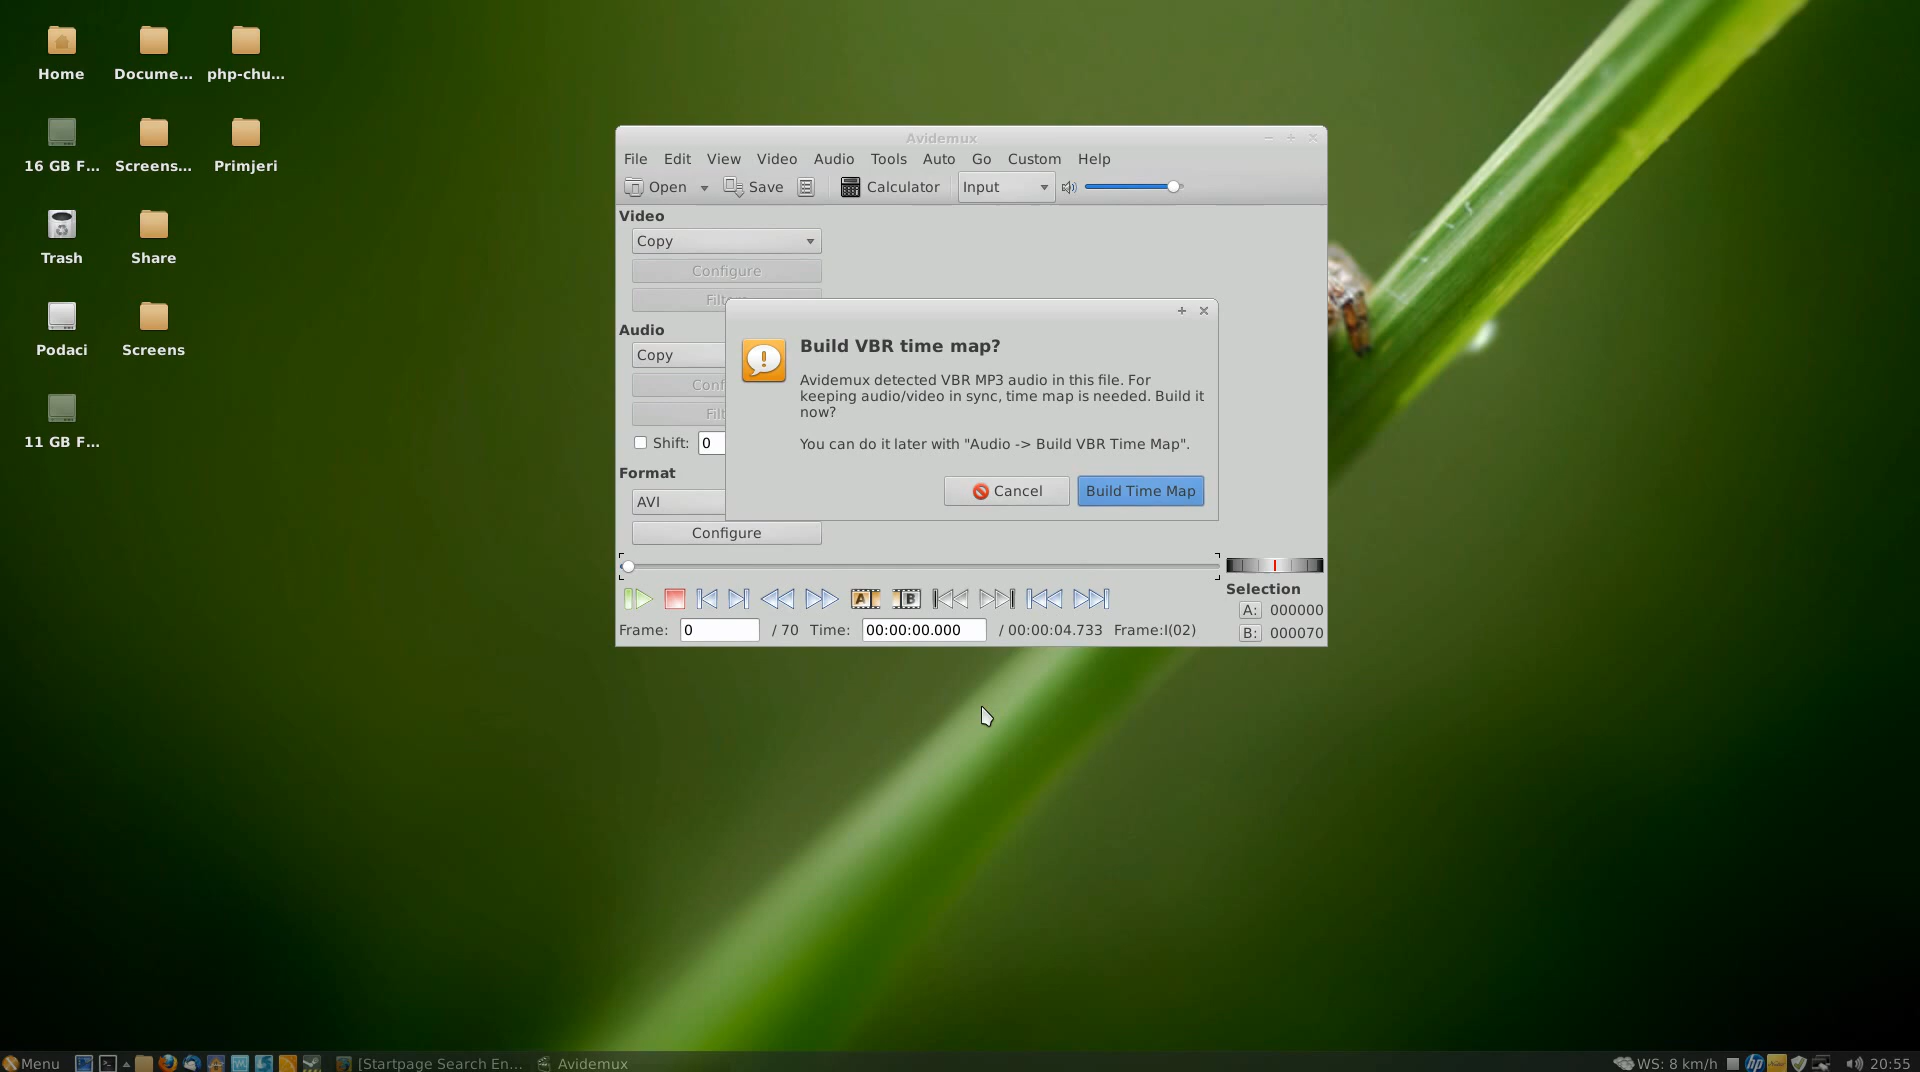 Home
Docume...
php-chu...
16 GB F...
Screens...
Primjeri
Trash
Share
Podaci
Screens
11 GB F...
Avidemux
File Edit View Video Audio Tools Auto Go Custom Help
Open Save Calculator Input
Video
Copy
Configure
Filt
Audio
Copy
Conf
Filt
Shift: 0
Format
AVI
Configure
Build VBR time map?
Avidemux detected VBR MP3 audio in this file. For
keeping audio/video in sync, time map is needed. Build it
now?
You can do it later with "Audio -> Build VBR Time Map".
Cancel Build Time Map
A B
Selection
A: 000000
B: 000070
Frame: 0 / 70 Time: 00:00:00.000 / 00:00:04.733 Frame:I(02)
Menu [Startpage Search En... Avidemux WS: 8 km/h hp 20:55